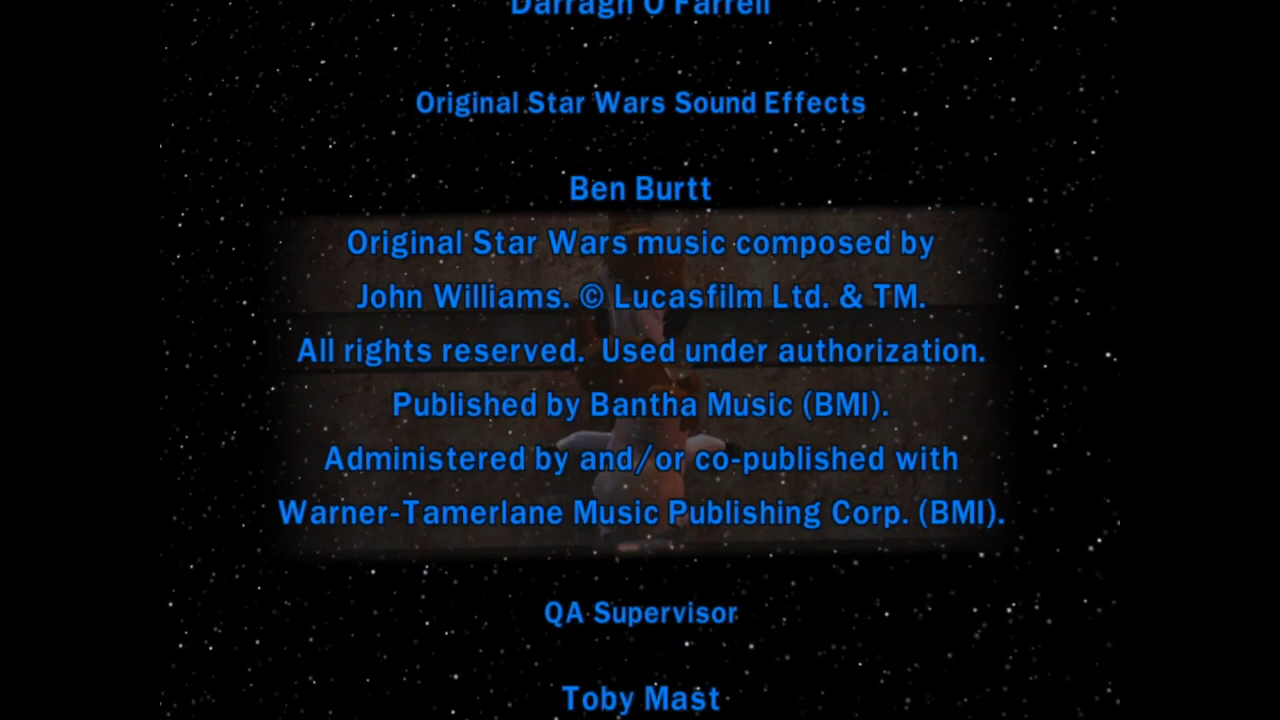 Darragh O'Farrell
Original Star Wars Sound Effects
Ben Burtt
Original Star Wars music composed by
John Williams. © Lucasfilm Ltd. & TM.
All rights reserved.  Used under authorization.
Published by Bantha Music (BMI).
Administered by and/or co-published with
Warner-Tamerlane Music Publishing Corp. (BMI).
QA Supervisor
Toby Mast